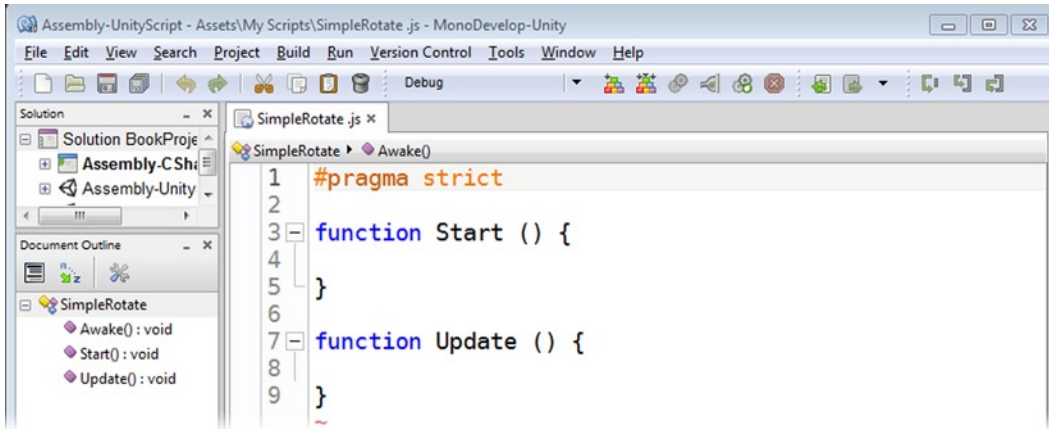 Assembly-UnityScript - Assets\My Scripts\SimpleRotate .js - MonoDevelop-Unity
File Edit View Search Project Build Run Version Control Tools Window Help
Debug
Solution
SimpleRotate .js
Solution BookProje
Assembly-CSha
SimpleRotate Awake()
Assembly-Unity
Document Outline
SimpleRotate
Awake() : void
Start() : void
Update() : void
1 #pragma strict
2
3 function Start () {
4
5 }
6
7 function Update () {
8
9 }
~